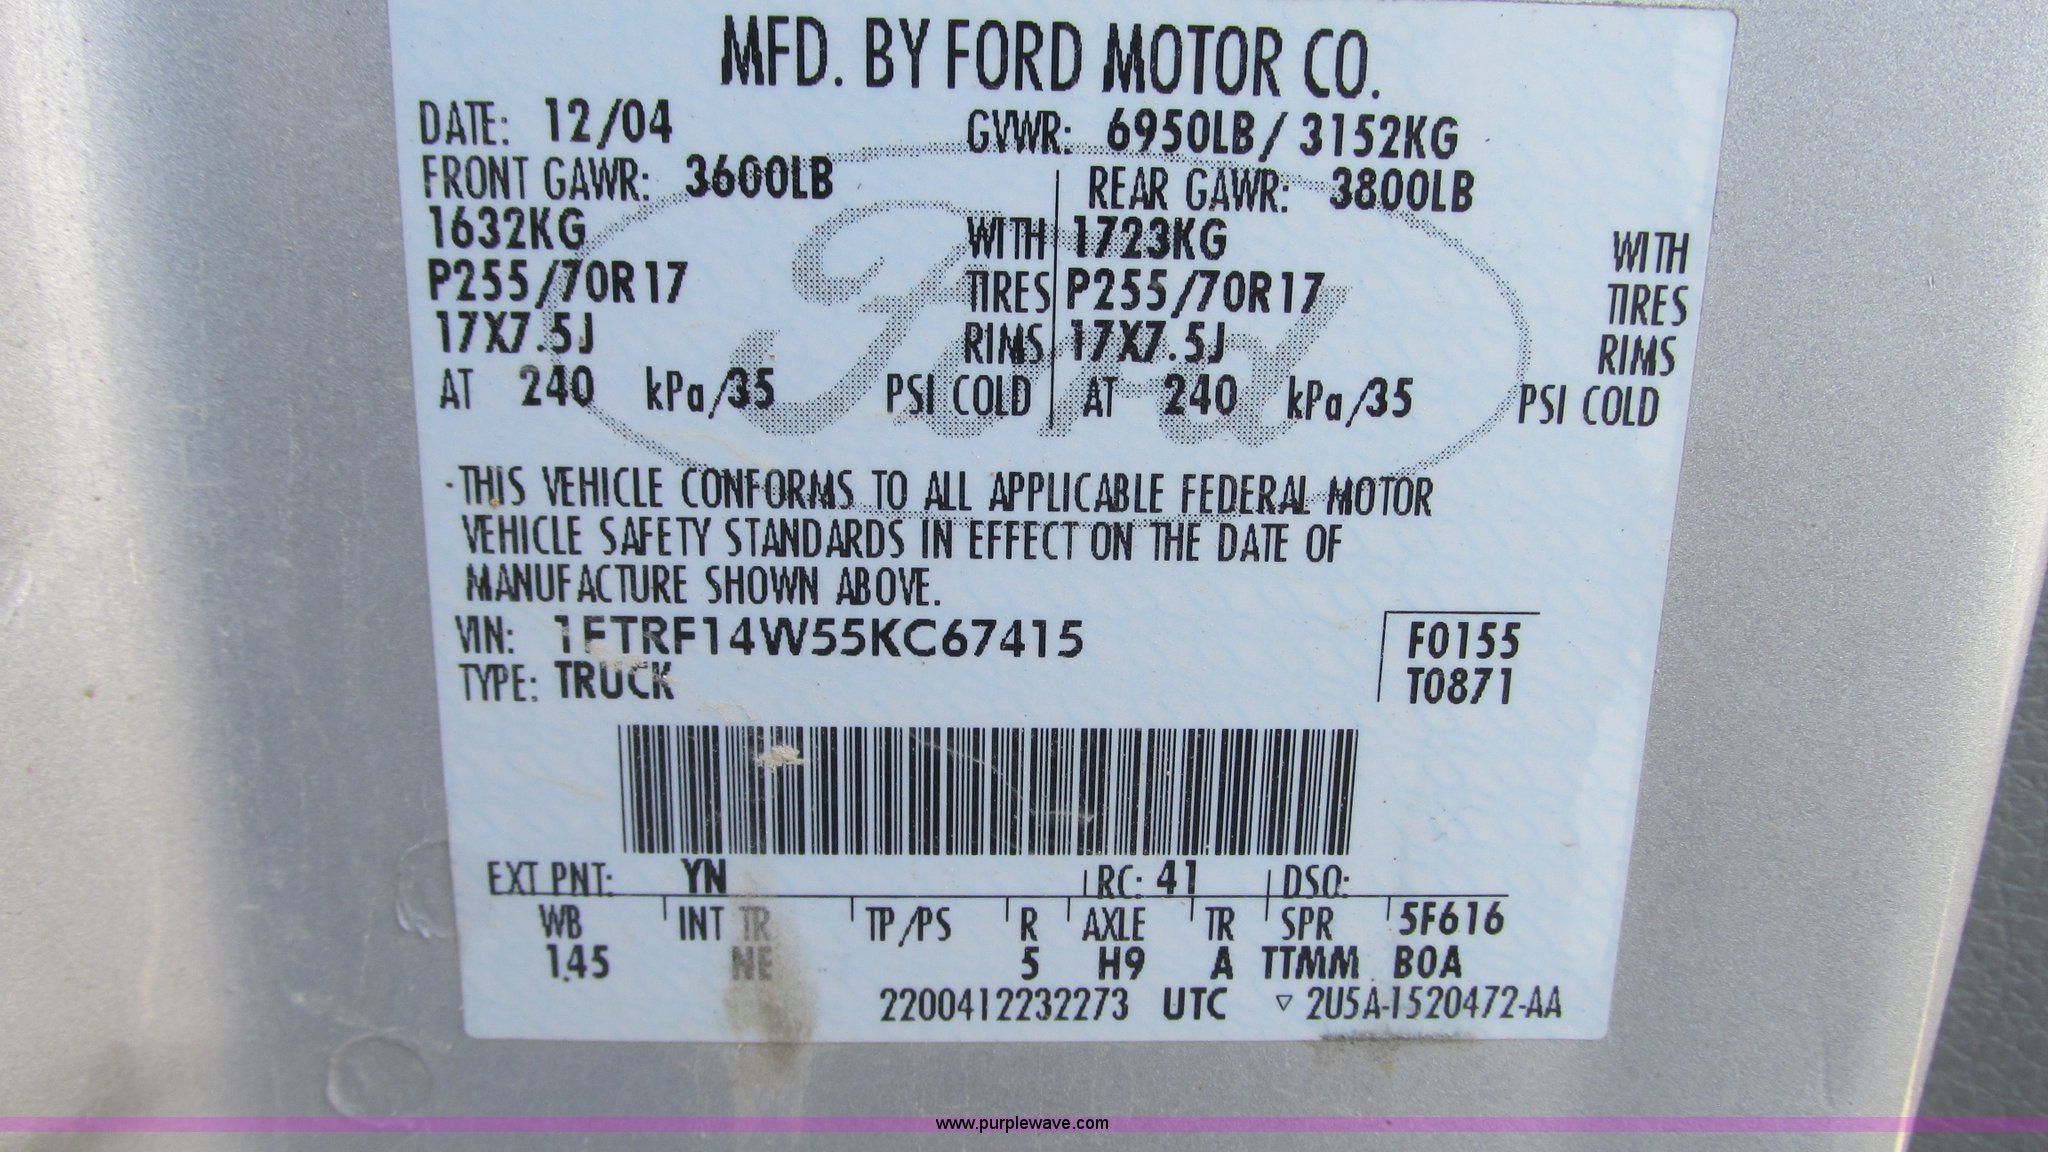 MFD. BY FORD MOTOR CO.
DATE: 12/04 GVWR: 6950LB/ 3152KG
FRONT GAWR: 3600LB REAR GAWR: 3800LB
1632KG WITH 1723KG WITH
P255/70R17 TIRES P255/70R17 TIRES
17X7.5J RIMS 17X7.5J RIMS
AT 240 kPa/35 PSI COLD AT 240 kPa/35 PSI COLD
Ford
-THIS VEHICLE CONFORMS TO ALL APPLICABLE FEDERAL MOTOR
VEHICLE SAFETY STANDARDS IN EFFECT ON THE DATE OF
MANUFACTURE SHOWN ABOVE.
VIN: 1FTRF14W55KC67415 F0155
TYPE: TRUCK T0871
EXT PNT: YN RC: 41 DSO:
WB INT TR TP/PS R AXLE TR SPR 5F616
145 NE 5 H9 A TTMM BOA
2200412232273 UTC ▽ 2U5A-1520472-AA
www.purplewave.com